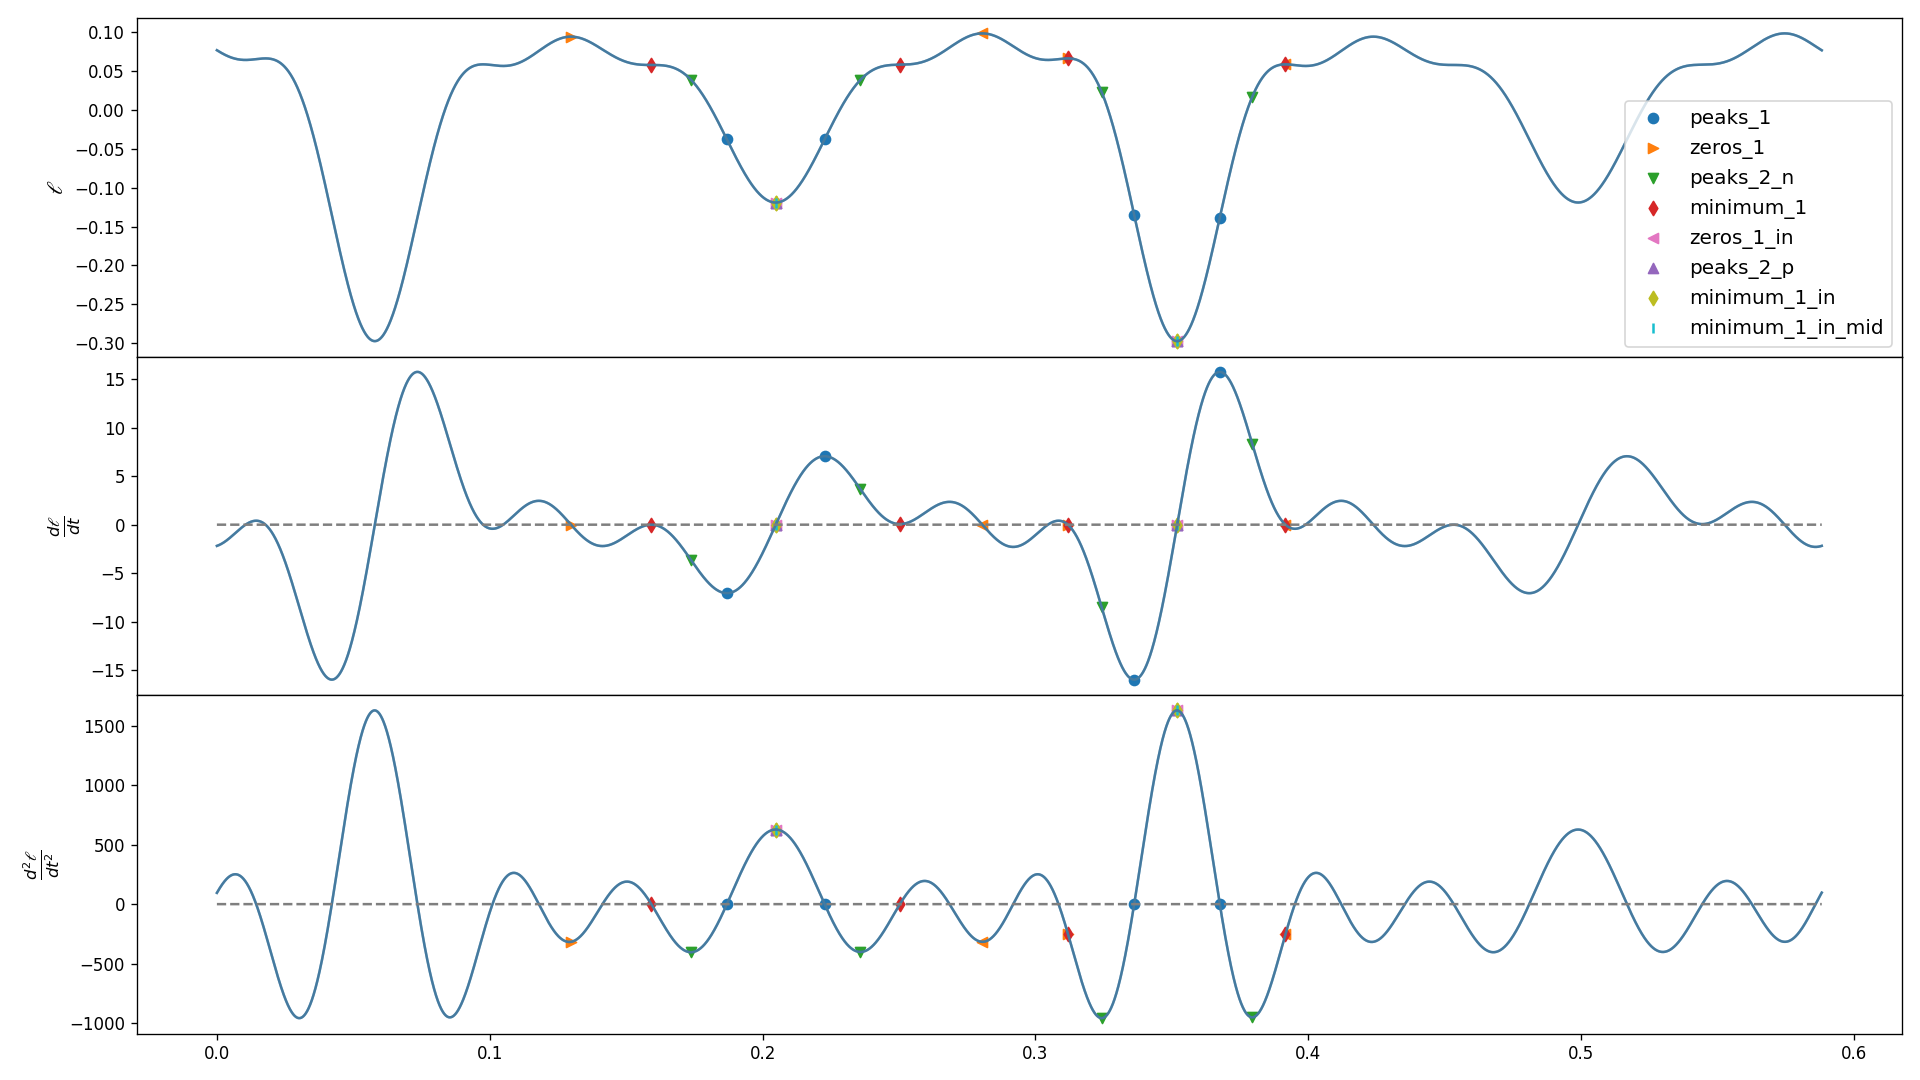 0.10
0.05
0.00
−0.05
−0.10
−0.15
−0.20
−0.25
−0.30
ℓ
peaks_1
zeros_1
peaks_2_n
minimum_1
zeros_1_in
peaks_2_p
minimum_1_in
minimum_1_in_mid
15
10
5
0
−5
−10
−15
dℓ
dt
1500
1000
500
0
−500
−1000
d²ℓ
dt²
0.0 0.1 0.2 0.3 0.4 0.5 0.6